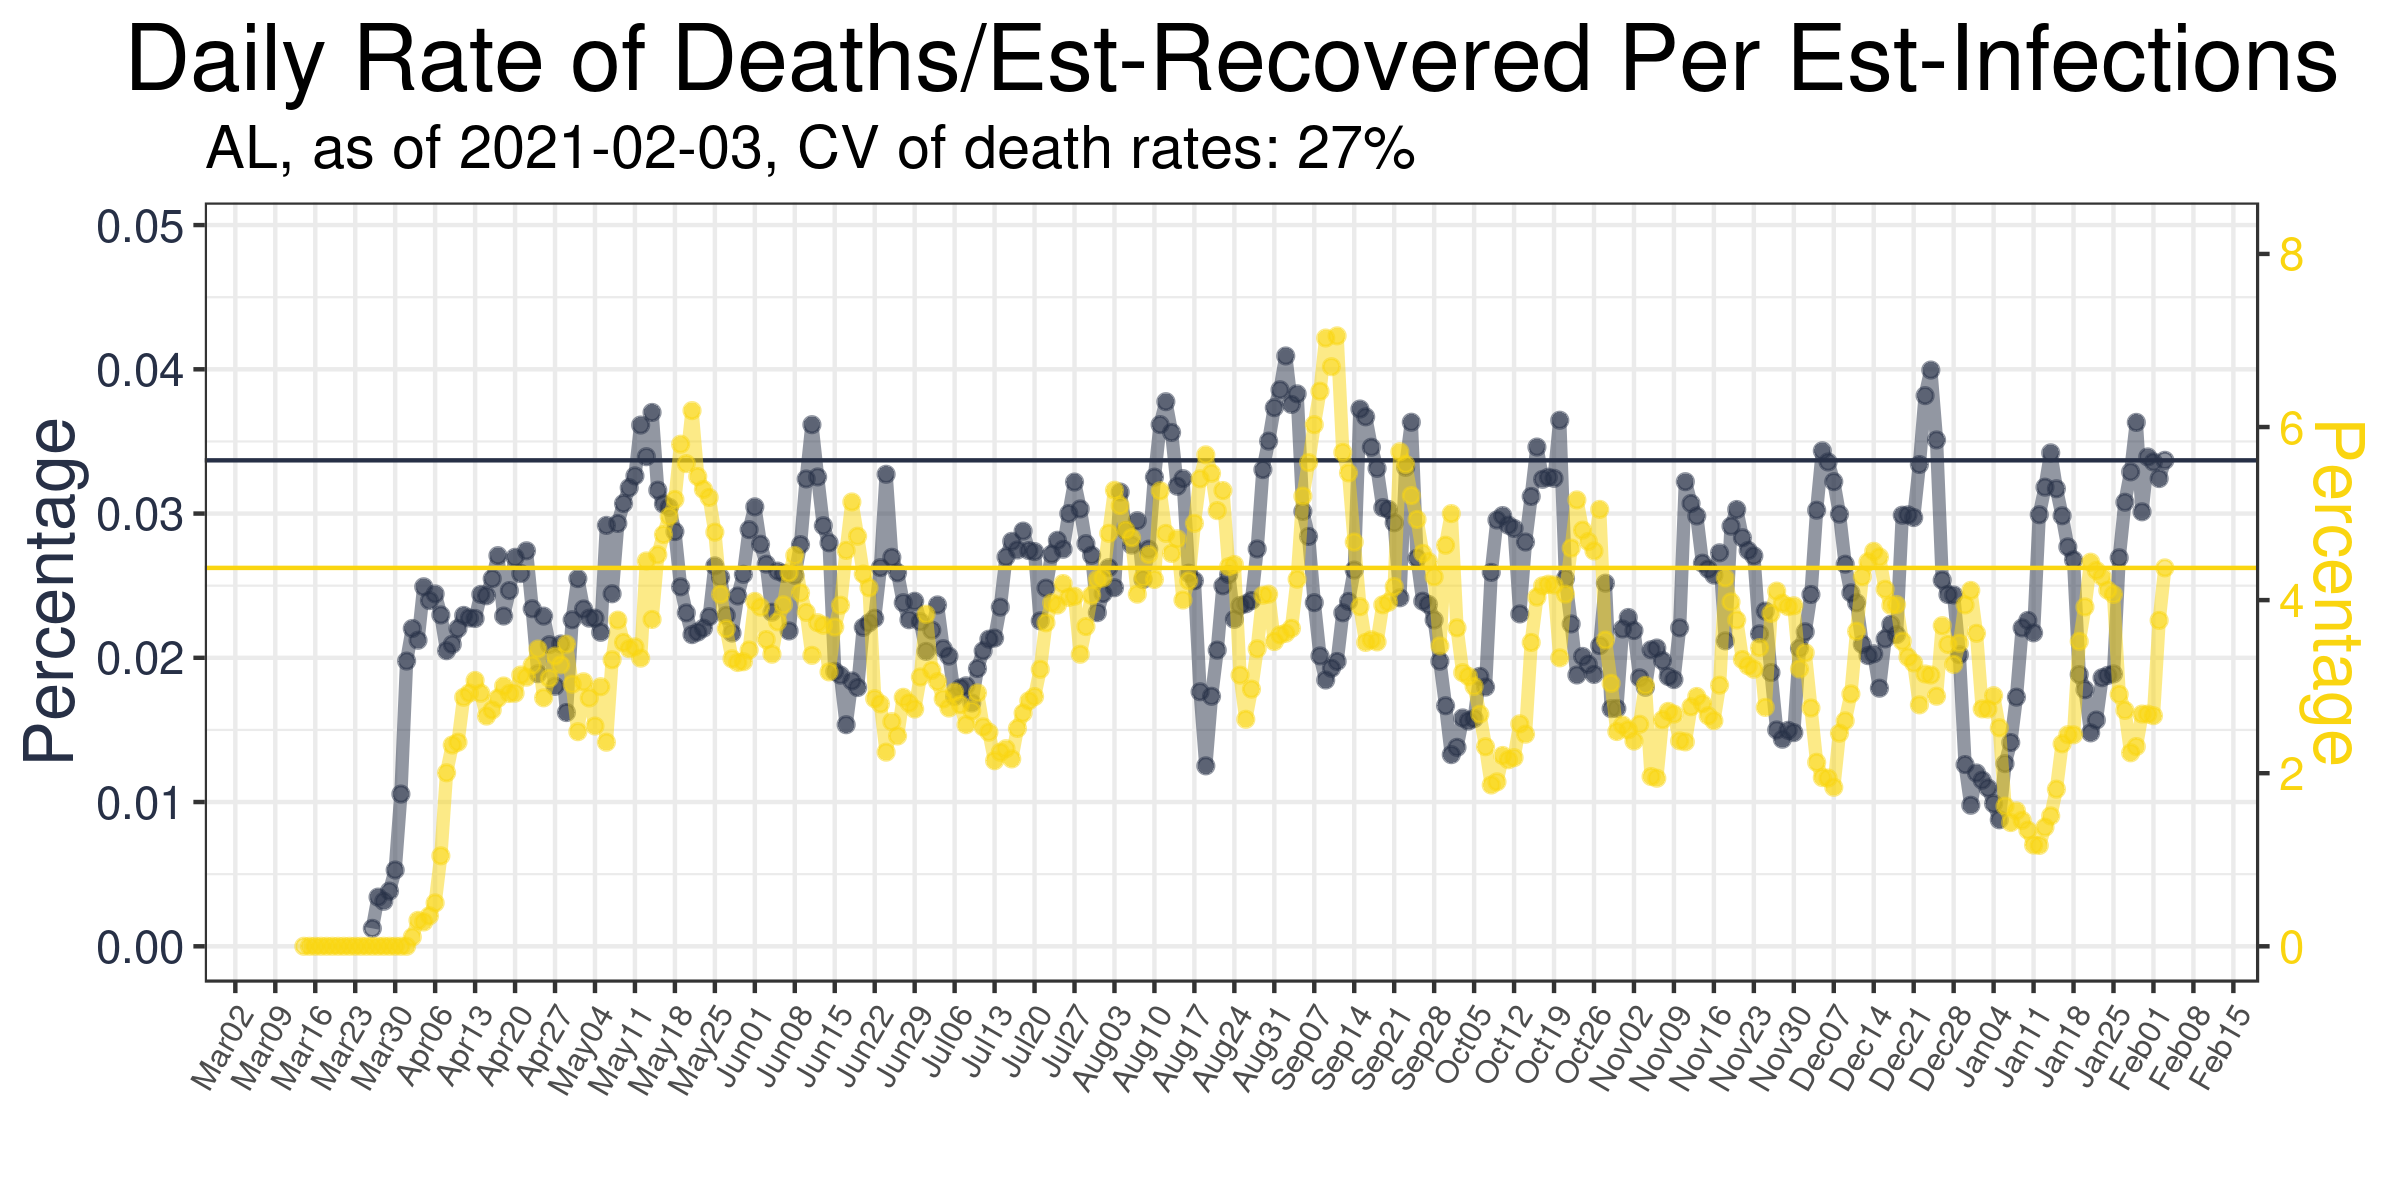 Daily Rate of Deaths/Est-Recovered Per Est-Infections
AL, as of 2021-02-03, CV of death rates: 27%
Percentage
0.05
0.04
0.03
0.02
0.01
0.00
8
6
4
2
0
Percentage
Mar02 Mar09 Mar16 Mar23 Mar30 Apr06 Apr13 Apr20 Apr27 May04 May11 May18 May25 Jun01 Jun08 Jun15 Jun22 Jun29 Jul06 Jul13 Jul20 Jul27 Aug03 Aug10 Aug17 Aug24 Aug31 Sep07 Sep14 Sep21 Sep28 Oct05 Oct12 Oct19 Oct26 Nov02 Nov09 Nov16 Nov23 Nov30 Dec07 Dec14 Dec21 Dec28 Jan04 Jan11 Jan18 Jan25 Feb01 Feb08 Feb15